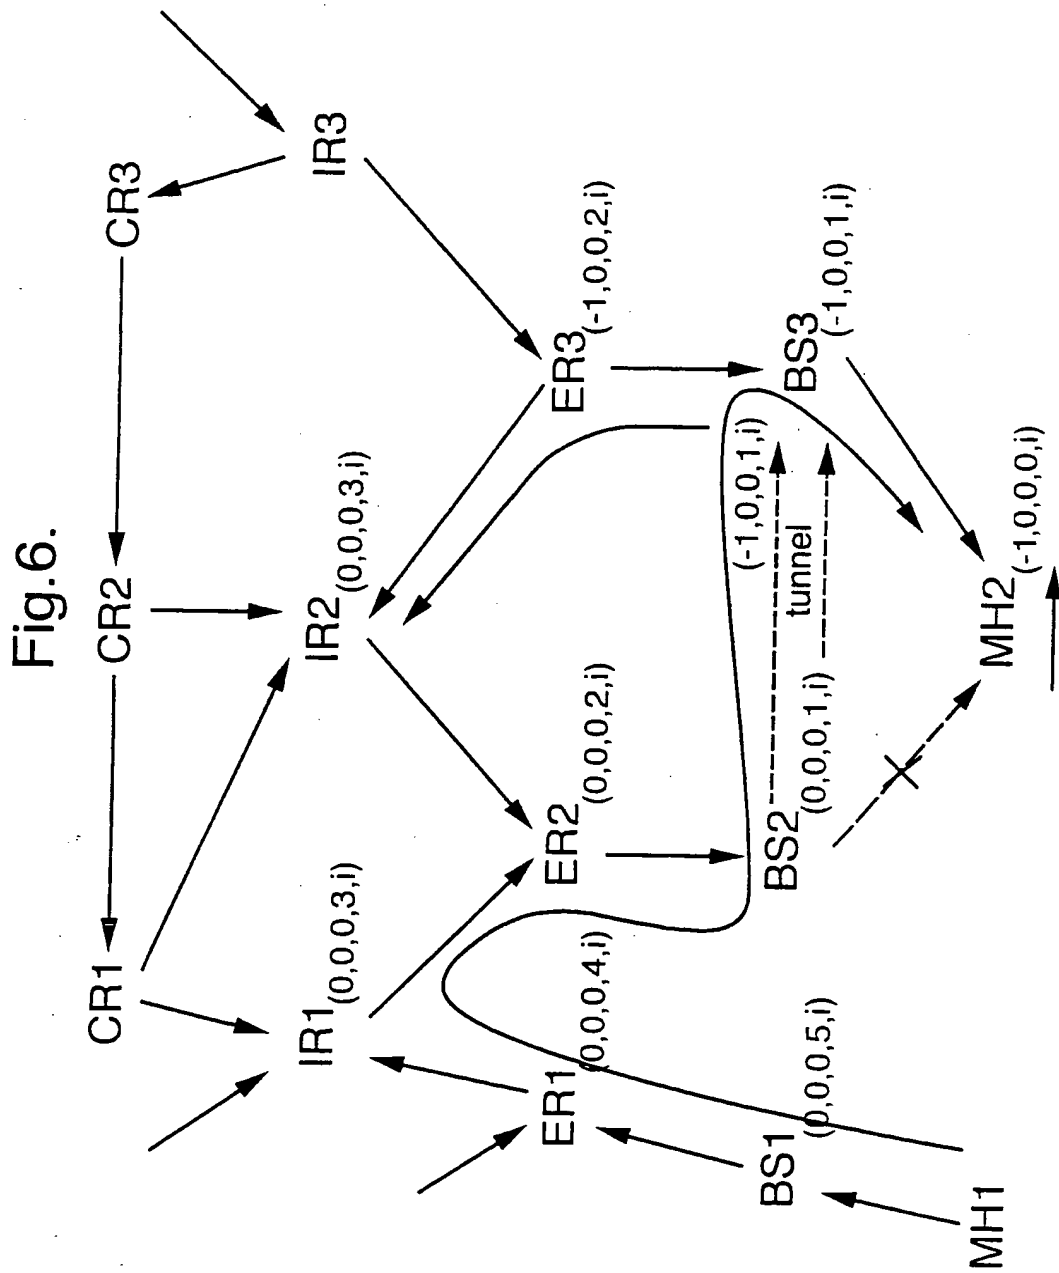 Fig.6.
CR1
CR2
CR3
IR1(0,0,0,3,i)
IR2(0,0,0,3,i)
IR3
ER1(0,0,0,4,i)
ER2(0,0,0,2,i)
ER3(-1,0,0,2,i)
(-1,0,0,1,i)
tunnel
BS1(0,0,0,5,i)
BS2(0,0,0,1,i)
BS3(-1,0,0,1,i)
MH1
MH2(-1,0,0,0,i)